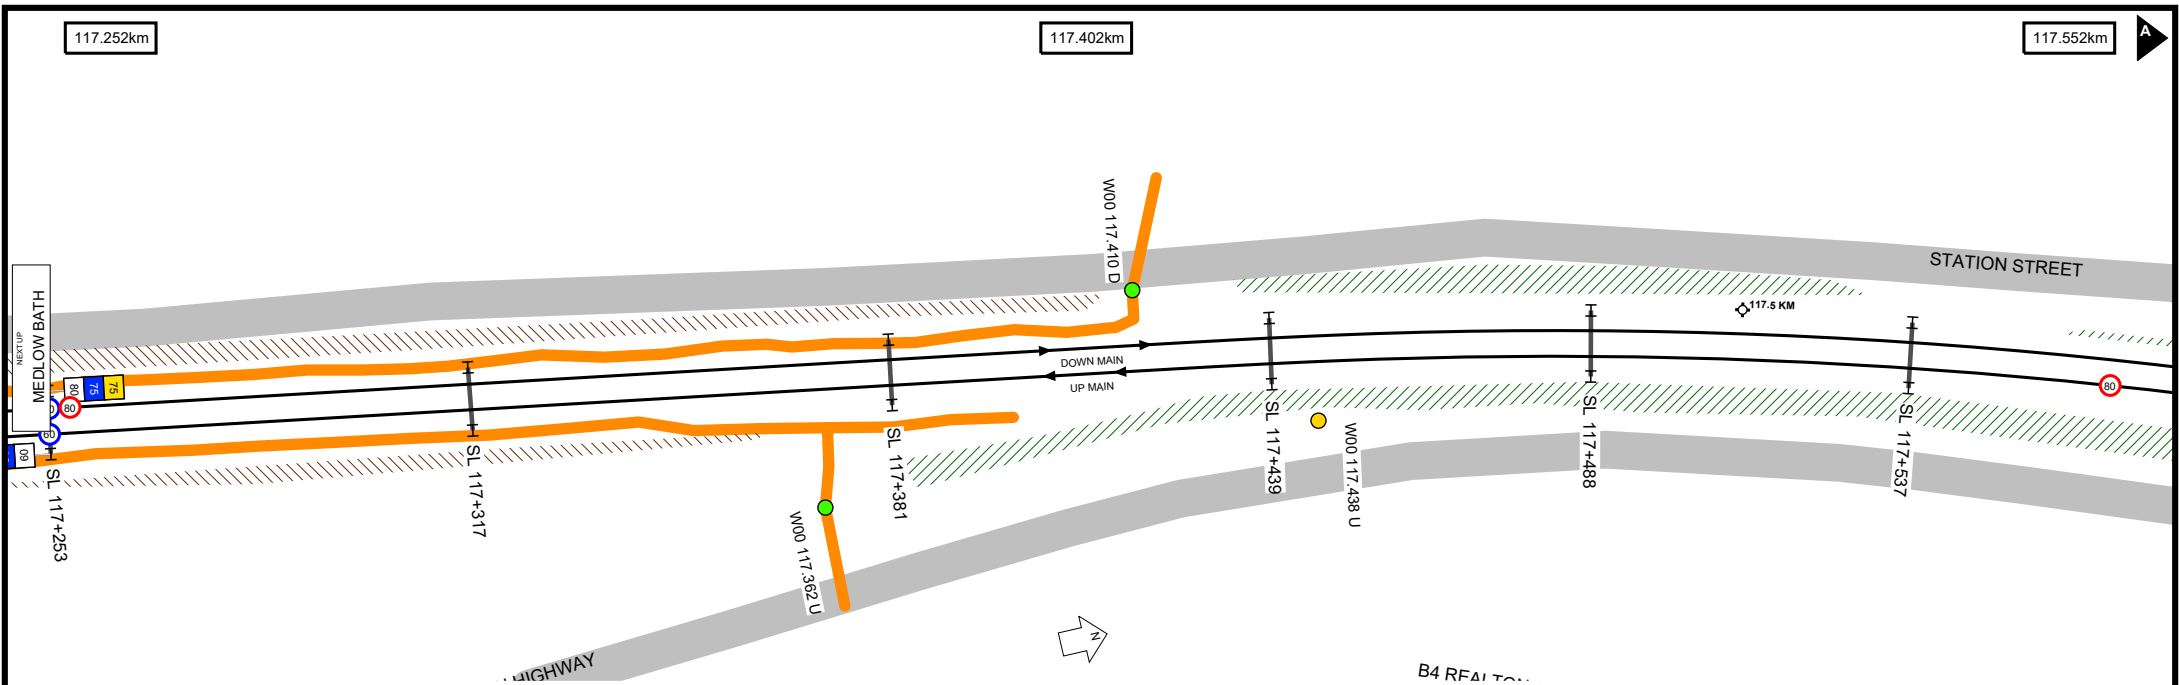 117.252km
117.402km
117.552km
A
W00 117.410 D
STATION STREET
117.5 KM
NEXT UP
MEDLOW BATH
80
75
75
80
60
60
DOWN MAIN
UP MAIN
80
SL 117+253
SL 117+317
SL 117+381
SL 117+439
SL 117+488
SL 117+537
W00 117.438 U
W00 117.362 U
N
HIGHWAY
B4 REALTON